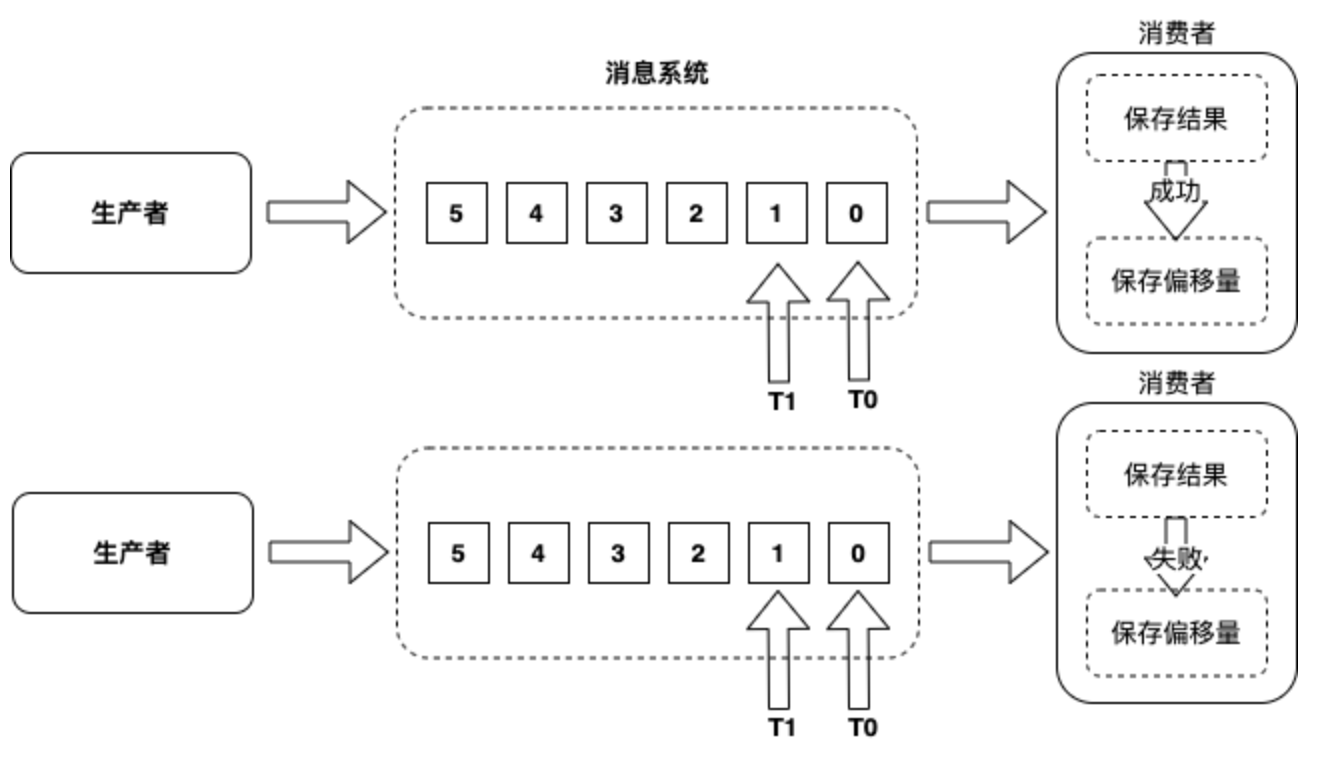 消费者
消息系统
保存结果
成功
生产者
5 4 3 2 1 0
保存偏移量
T1 T0
消费者
保存结果
生产者
5 4 3 2 1 0
失败
保存偏移量
T1 T0